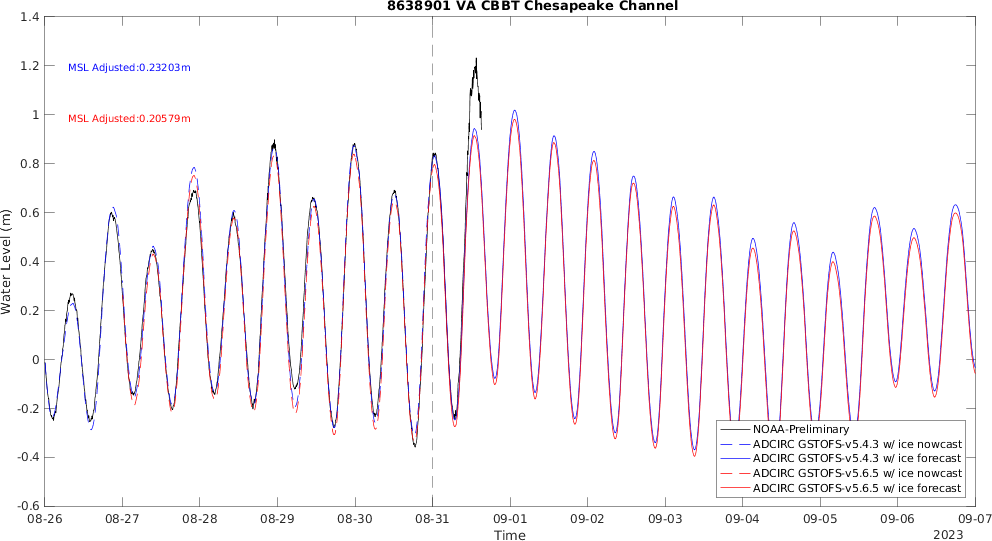 8638901 VA CBBT Chesapeake Channel
1.4
1.2
1
0.8
0.6
0.4
0.2
0
-0.2
-0.4
-0.6
Water Level (m)
MSL Adjusted:0.23203m
MSL Adjusted:0.20579m
NOAA-Preliminary
ADCIRC GSTOFS-v5.4.3 w/ ice nowcast
ADCIRC GSTOFS-v5.4.3 w/ ice forecast
ADCIRC GSTOFS-v5.6.5 w/ ice nowcast
ADCIRC GSTOFS-v5.6.5 w/ ice forecast
08-26 08-27 08-28 08-29 08-30 08-31 09-01 09-02 09-03 09-04 09-05 09-06 09-07
Time
2023